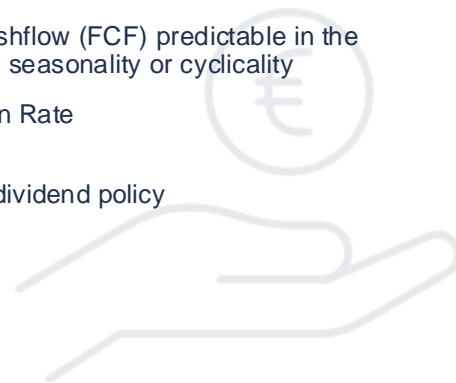 shflow (FCF) predictable in the
seasonality or cyclicality
n Rate
dividend policy
€